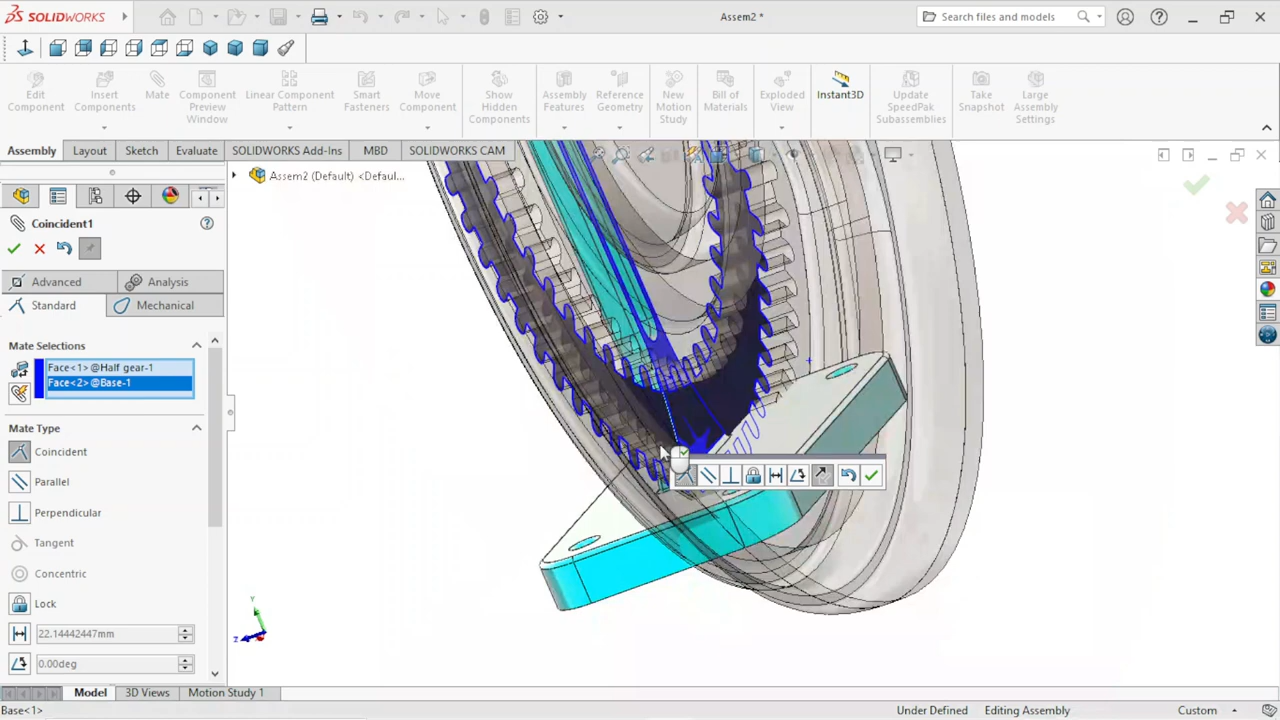 SOLIDWORKS
Assem2 *
Search files and models
Edit Component
Insert Components
Mate
Component Preview Window
Linear Component Pattern
Smart Fasteners
Move Component
Show Hidden Components
Assembly Features
Reference Geometry
New Motion Study
Bill of Materials
Exploded View
Instant3D
Update SpeedPak Subassemblies
Take Snapshot
Large Assembly Settings
Assembly
Layout
Sketch
Evaluate
SOLIDWORKS Add-Ins
MBD
SOLIDWORKS CAM
Assem2 (Default) <Defaul...
Coincident1
Advanced
Analysis
Standard
Mechanical
Mate Selections
Face<1>@Half gear-1
Face<2>@Base-1
Mate Type
Coincident
Parallel
Perpendicular
Tangent
Concentric
Lock
22.14442447mm
0.00deg
Y
Z
Model
3D Views
Motion Study 1
Base<1>
Under Defined
Editing Assembly
Custom